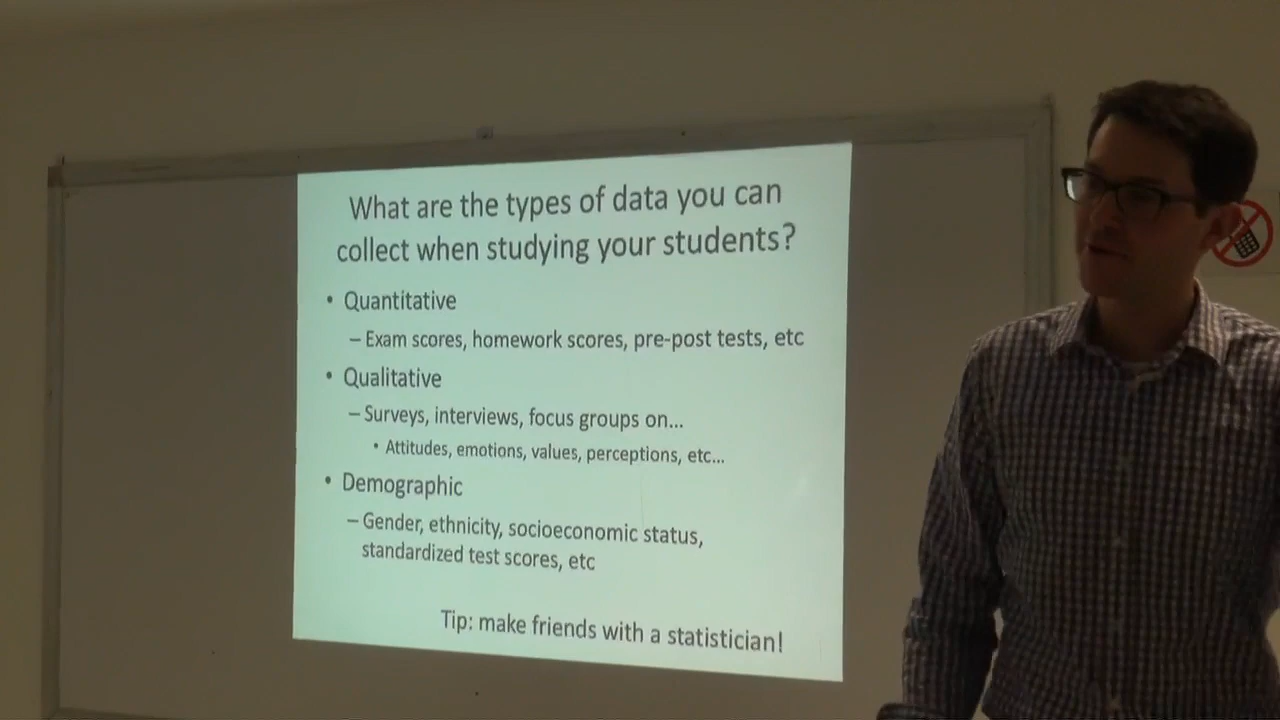 What are the types of data you can
collect when studying your students?
• Quantitative
– Exam scores, homework scores, pre-post tests, etc
• Qualitative
– Surveys, interviews, focus groups on...
• Attitudes, emotions, values, perceptions, etc...
• Demographic
– Gender, ethnicity, socioeconomic status,
standardized test scores, etc
Tip: make friends with a statistician!